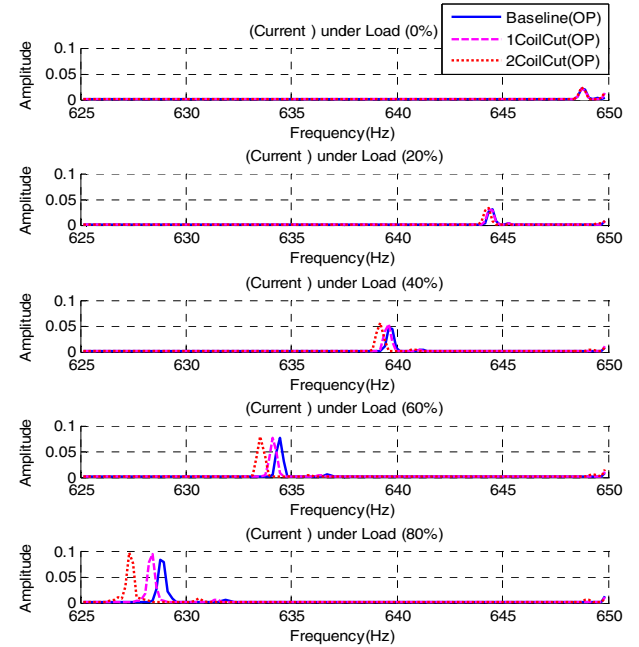 (Current ) under Load (0%)
Baseline(OP)
1CoilCut(OP)
2CoilCut(OP)
Amplitude
0.1
0.05
0
625 630 635 640 645 650
Frequency(Hz)
(Current ) under Load (20%)
Amplitude
0.1
0.05
0
625 630 635 640 645 650
Frequency(Hz)
(Current ) under Load (40%)
Amplitude
0.1
0.05
0
625 630 635 640 645 650
Frequency(Hz)
(Current ) under Load (60%)
Amplitude
0.1
0.05
0
625 630 635 640 645 650
Frequency(Hz)
(Current ) under Load (80%)
Amplitude
0.1
0.05
0
625 630 635 640 645 650
Frequency(Hz)